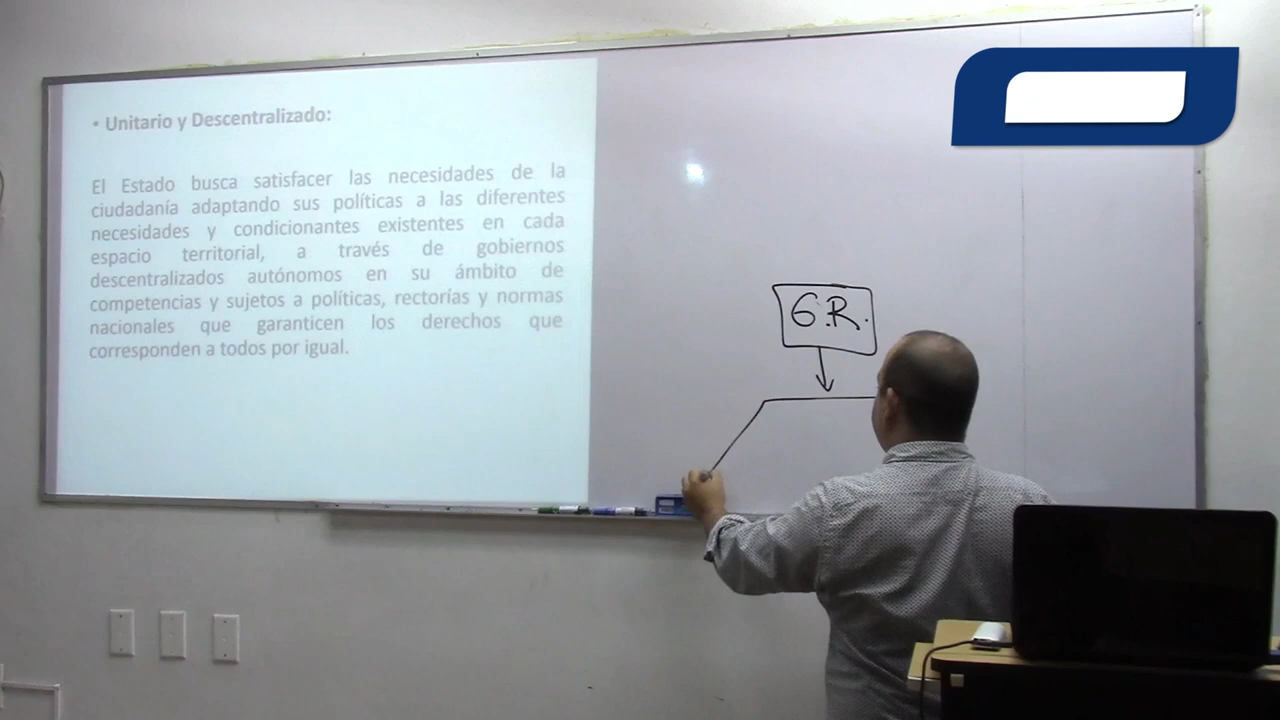 • Unitario y Descentralizado:
El Estado busca satisfacer las necesidades de la
ciudadanía adaptando sus políticas a las diferentes
necesidades y condicionantes existentes en cada
espacio territorial, a través de gobiernos
descentralizados autónomos en su ámbito de
competencias y sujetos a políticas, rectorías y normas
nacionales que garanticen los derechos que
corresponden a todos por igual.
G.R.